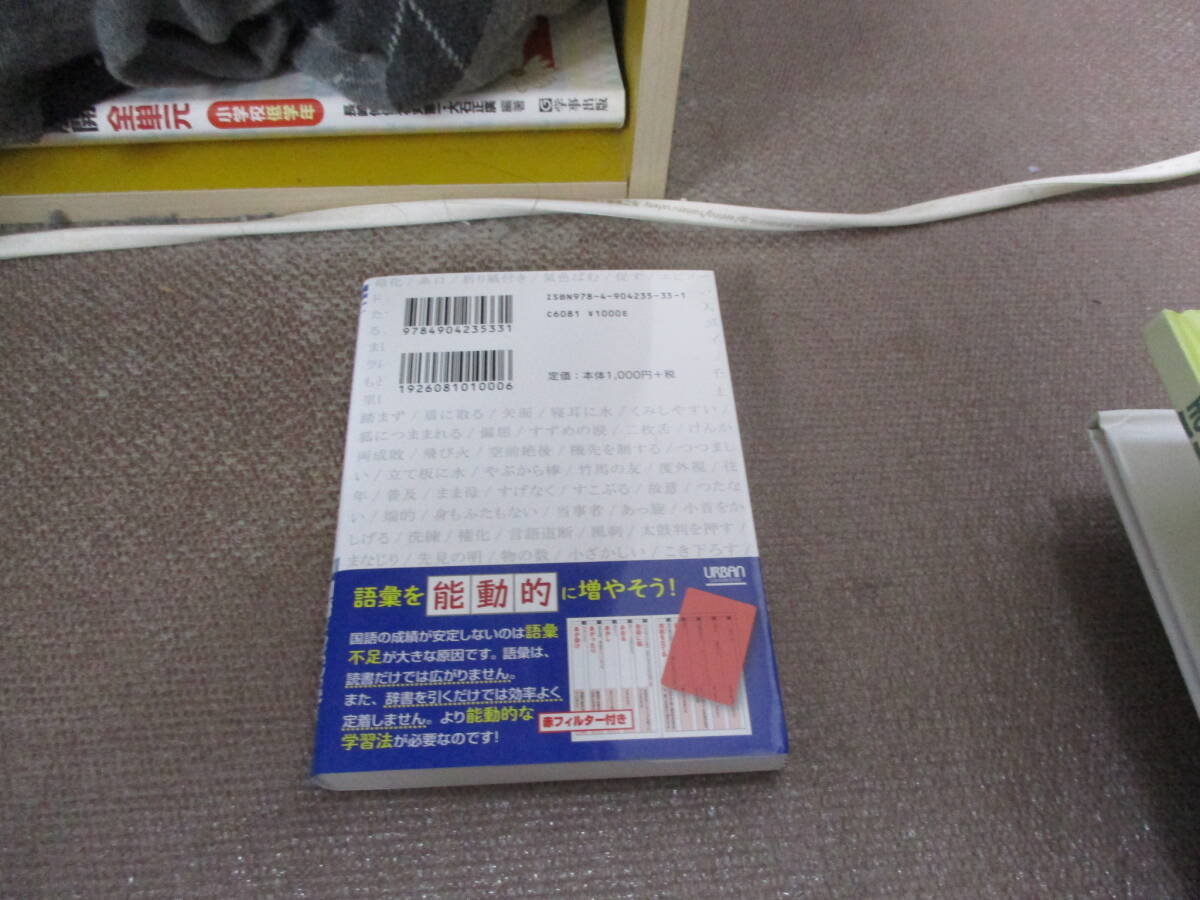 全単元 小学校低学年 大石正廣 編著 学事出版
ISBN978-4-904235-33-1
9784904235331
C6081 ¥1000E
1926081010006
定価：本体1,000円+税
踏まず/盾に取る/矢面/寝耳に水/くみしやすい/
狐につままれる/偏屈/すずめの涙/二枚舌/けんか
両成敗/飛び火/空前絶後/機先を制する/つつまし
い/立て板に水/やぶから棒/竹馬の友/度外視/往
年/普及/まま母/すげなく/すこぶる/故意/つたな
い/端的/身もふたもない/当事者/あっ旋/小首をか
しげる/洗練/権化/言語道断/風刺/太鼓判を押す/
まなじり/先見の明/物の数/小ざかしい/こき下ろす/
URBAN
語彙を能動的に増やそう！
国語の成績が安定しないのは語彙
不足が大きな原因です。語彙は、
読書だけでは広がりません。
また、辞書を引くだけでは効率よく
定着しません。より能動的な
学習法が必要なのです！
赤フィルター付き